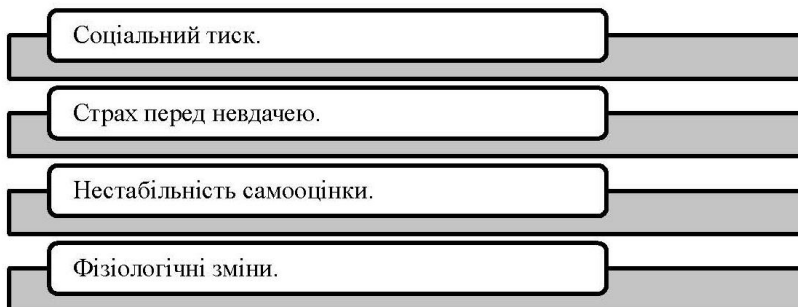 Соціальний тиск.
Страх перед невдачею.
Нестабільність самооцінки.
Фізіологічні зміни.